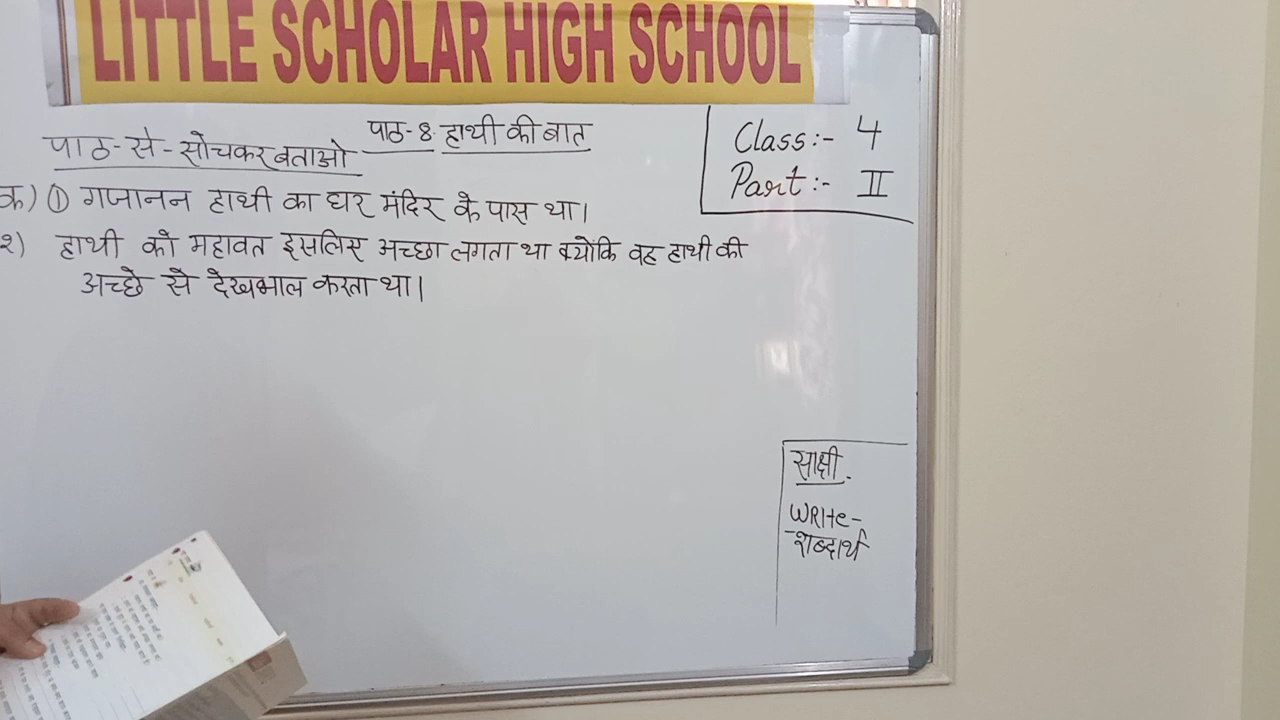 LITTLE SCHOLAR HIGH SCHOOL
पाठ-8 हाथी की बात
पाठ-से-सोचकर बताओ
Class:- 4
Part:- II
क) ① गजानन हाथी का घर मंदिर के पास था।
२) हाथी को महावत इसलिए अच्छा लगता था क्योकि वह हाथी की
अच्छे से देखभाल करता था।
साक्षी.
WRIte-
शब्दार्थ